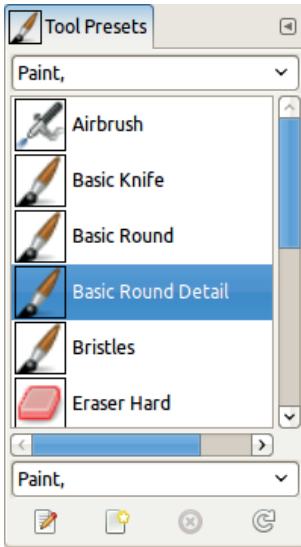 Tool Presets
Paint,
Airbrush
Basic Knife
Basic Round
Basic Round Detail
Bristles
Eraser Hard
Paint,